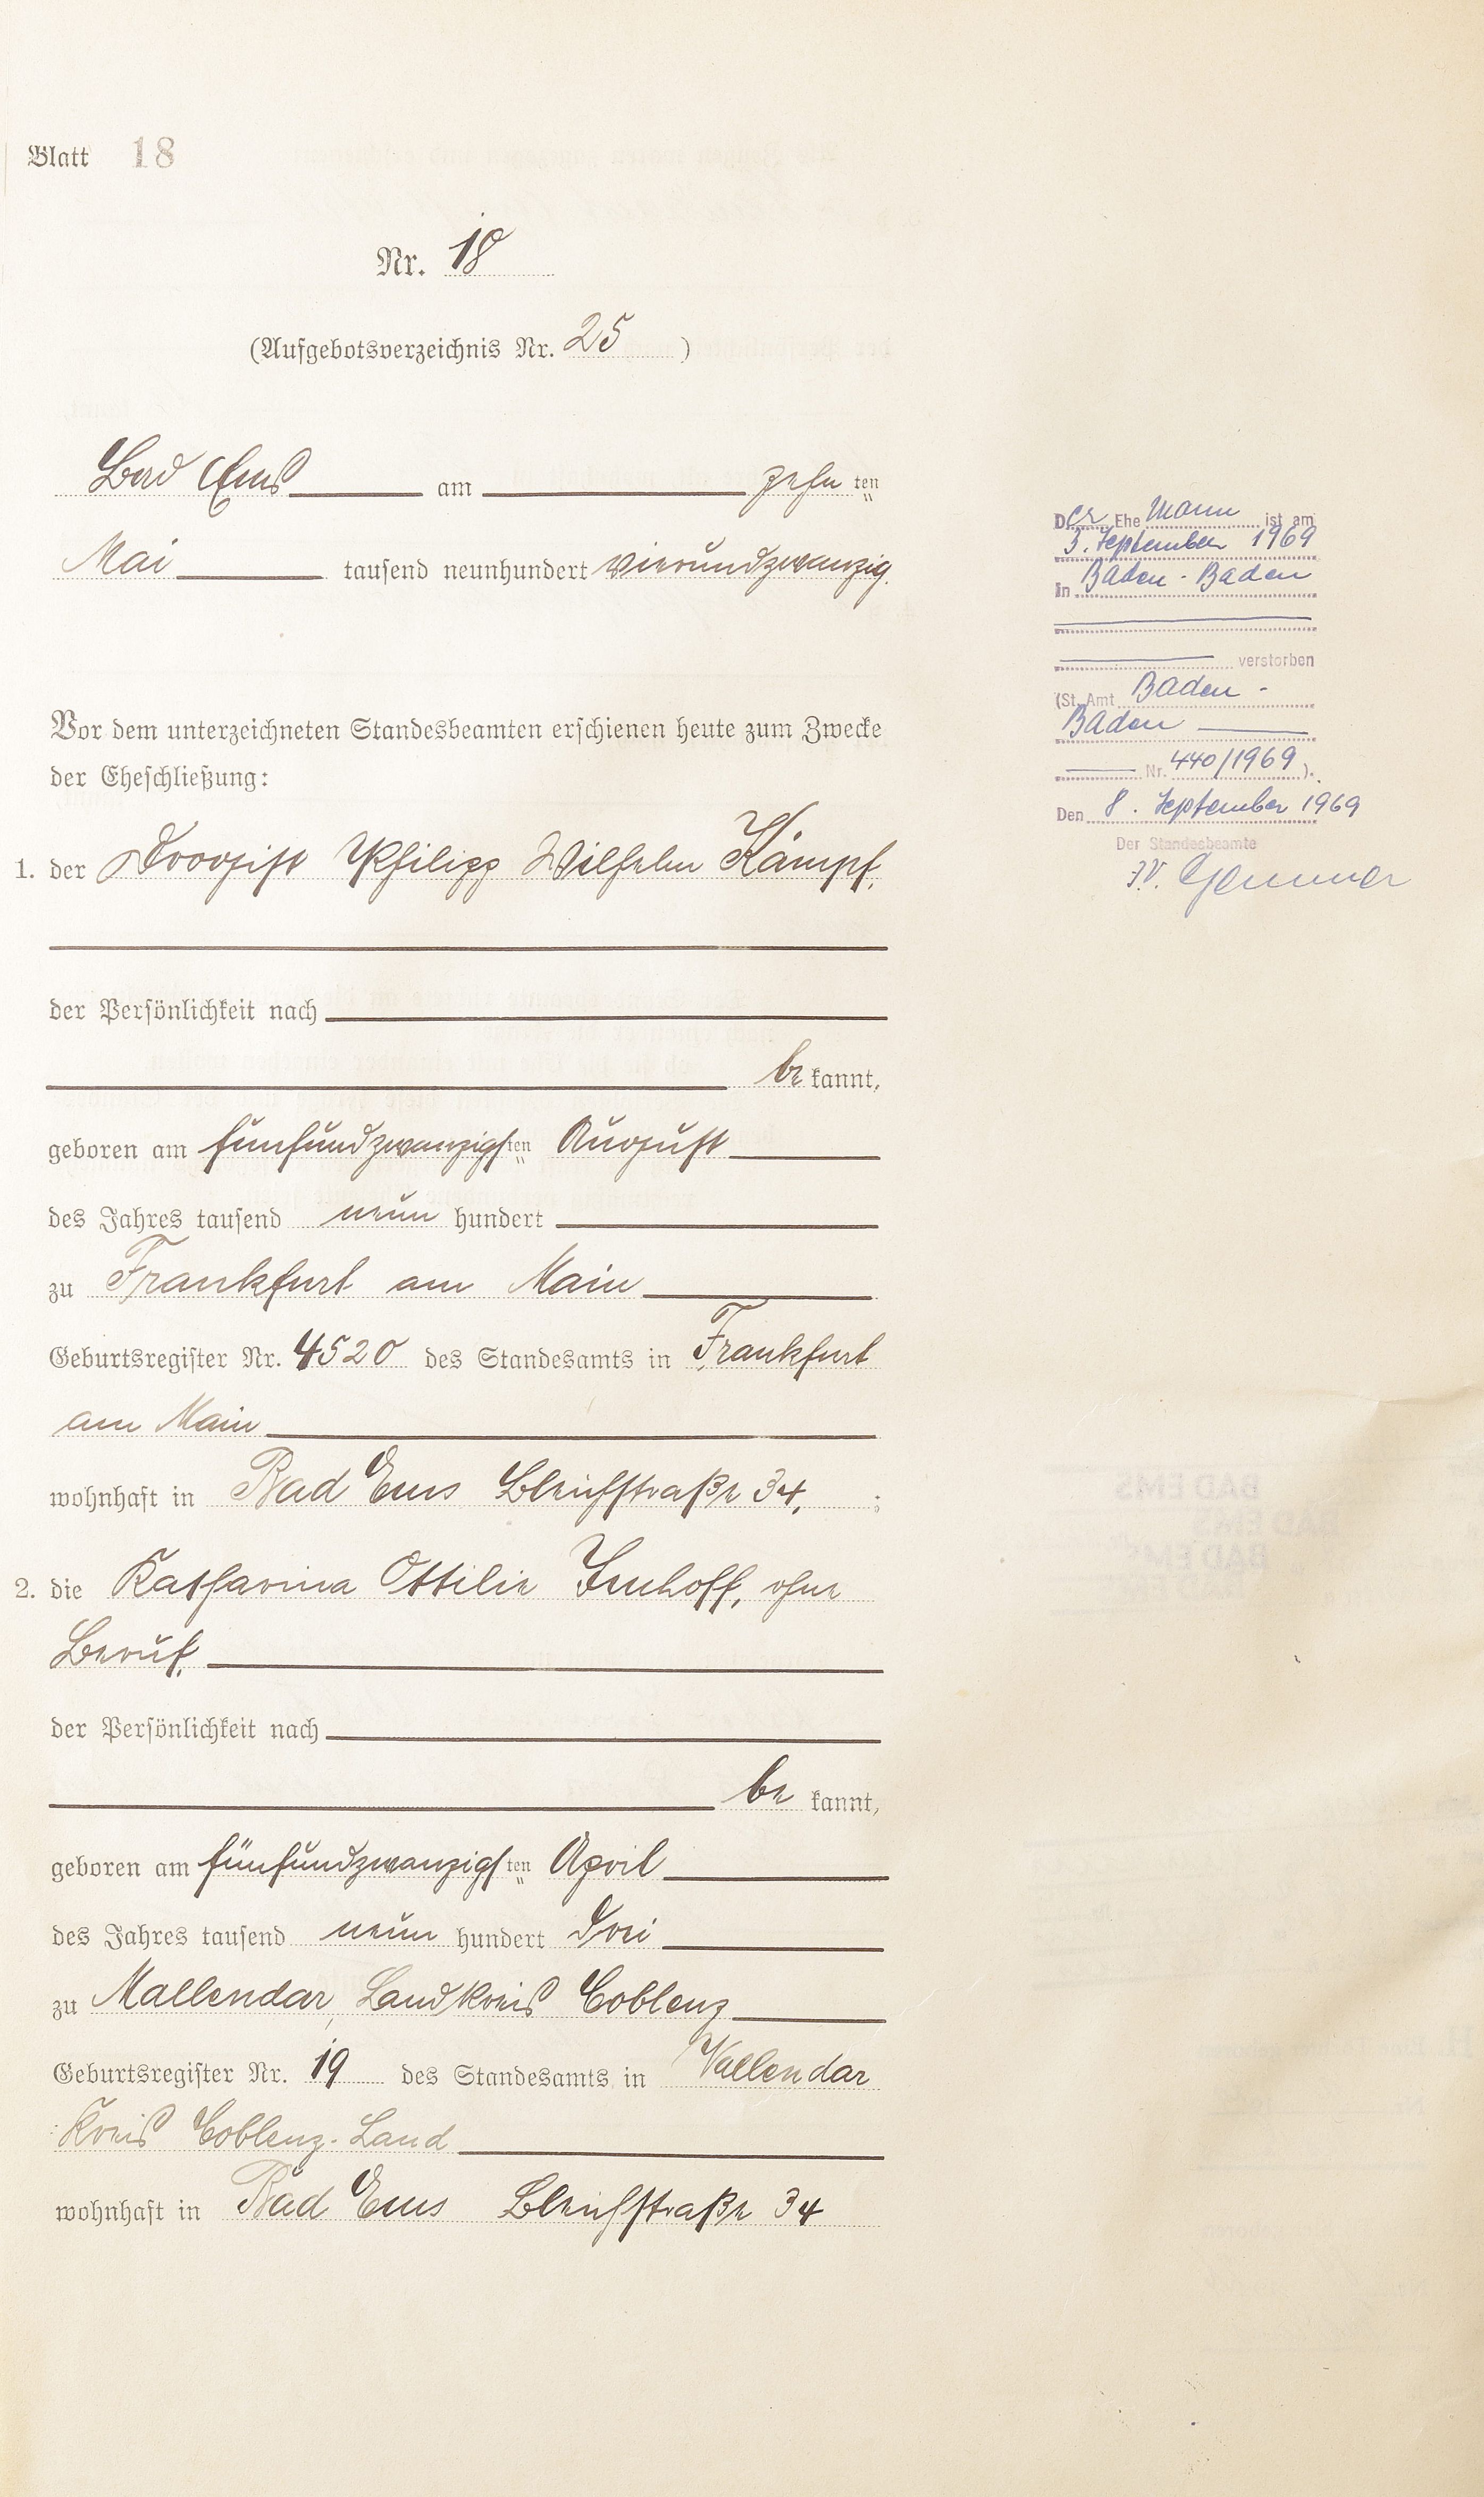 Blatt 18
Nr. 18
(Aufgebotsverzeichnis Nr. 25)
Bad Ems am zehnten
Mai tausend neunhundert vierundzwanzig.
Vor dem unterzeichneten Standesbeamten erschienen heute zum Zwecke
der Eheschließung:
1. der Drogist Philipp Wilhelm Kämpf,
der Persönlichkeit nach
bekannt,
geboren am fünfundzwanzigsten August
des Jahres tausend neun hundert
zu Frankfurt am Main
Geburtsregister Nr. 4520 des Standesamts in Frankfurt
am Main
wohnhaft in Bad Ems Bleichstraße 34, ;
2. die Katharina Ottilie Imhoff, ohne
Beruf,
der Persönlichkeit nach
bekannt,
geboren am fünfundzwanzigsten April
des Jahres tausend neun hundert drei
zu Mallendar, Landkreis Coblenz
Geburtsregister Nr. 19 des Standesamts in Vallendar
Kreis Coblenz-Land
wohnhaft in Bad Ems Bleichstraße 34
Der Ehe Mann ist am
3. September 1969
in Baden-Baden
verstorben
(St. Amt Baden-
Baden
Nr. 440/1969).
Den 8. September 1969
Der Standesbeamte
J.V.